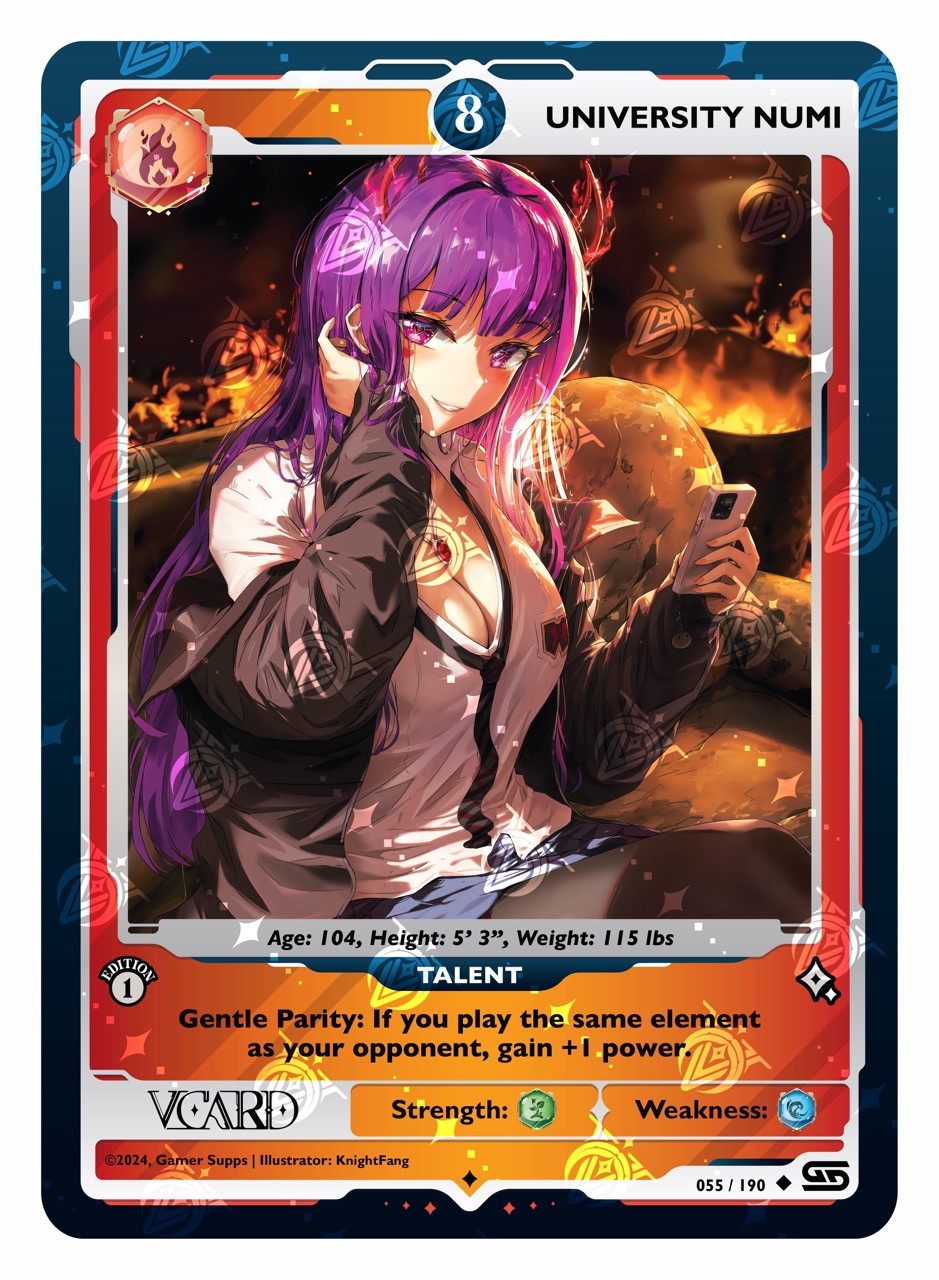 8
UNIVERSITY NUMI
Age: 104, Height: 5’ 3”, Weight: 115 lbs
EDITION
1
TALENT
Gentle Parity: If you play the same element
as your opponent, gain +1 power.
VCARD
Strength:
Weakness:
©2024, Gamer Supps | Illustrator: KnightFang
055 / 190
GS